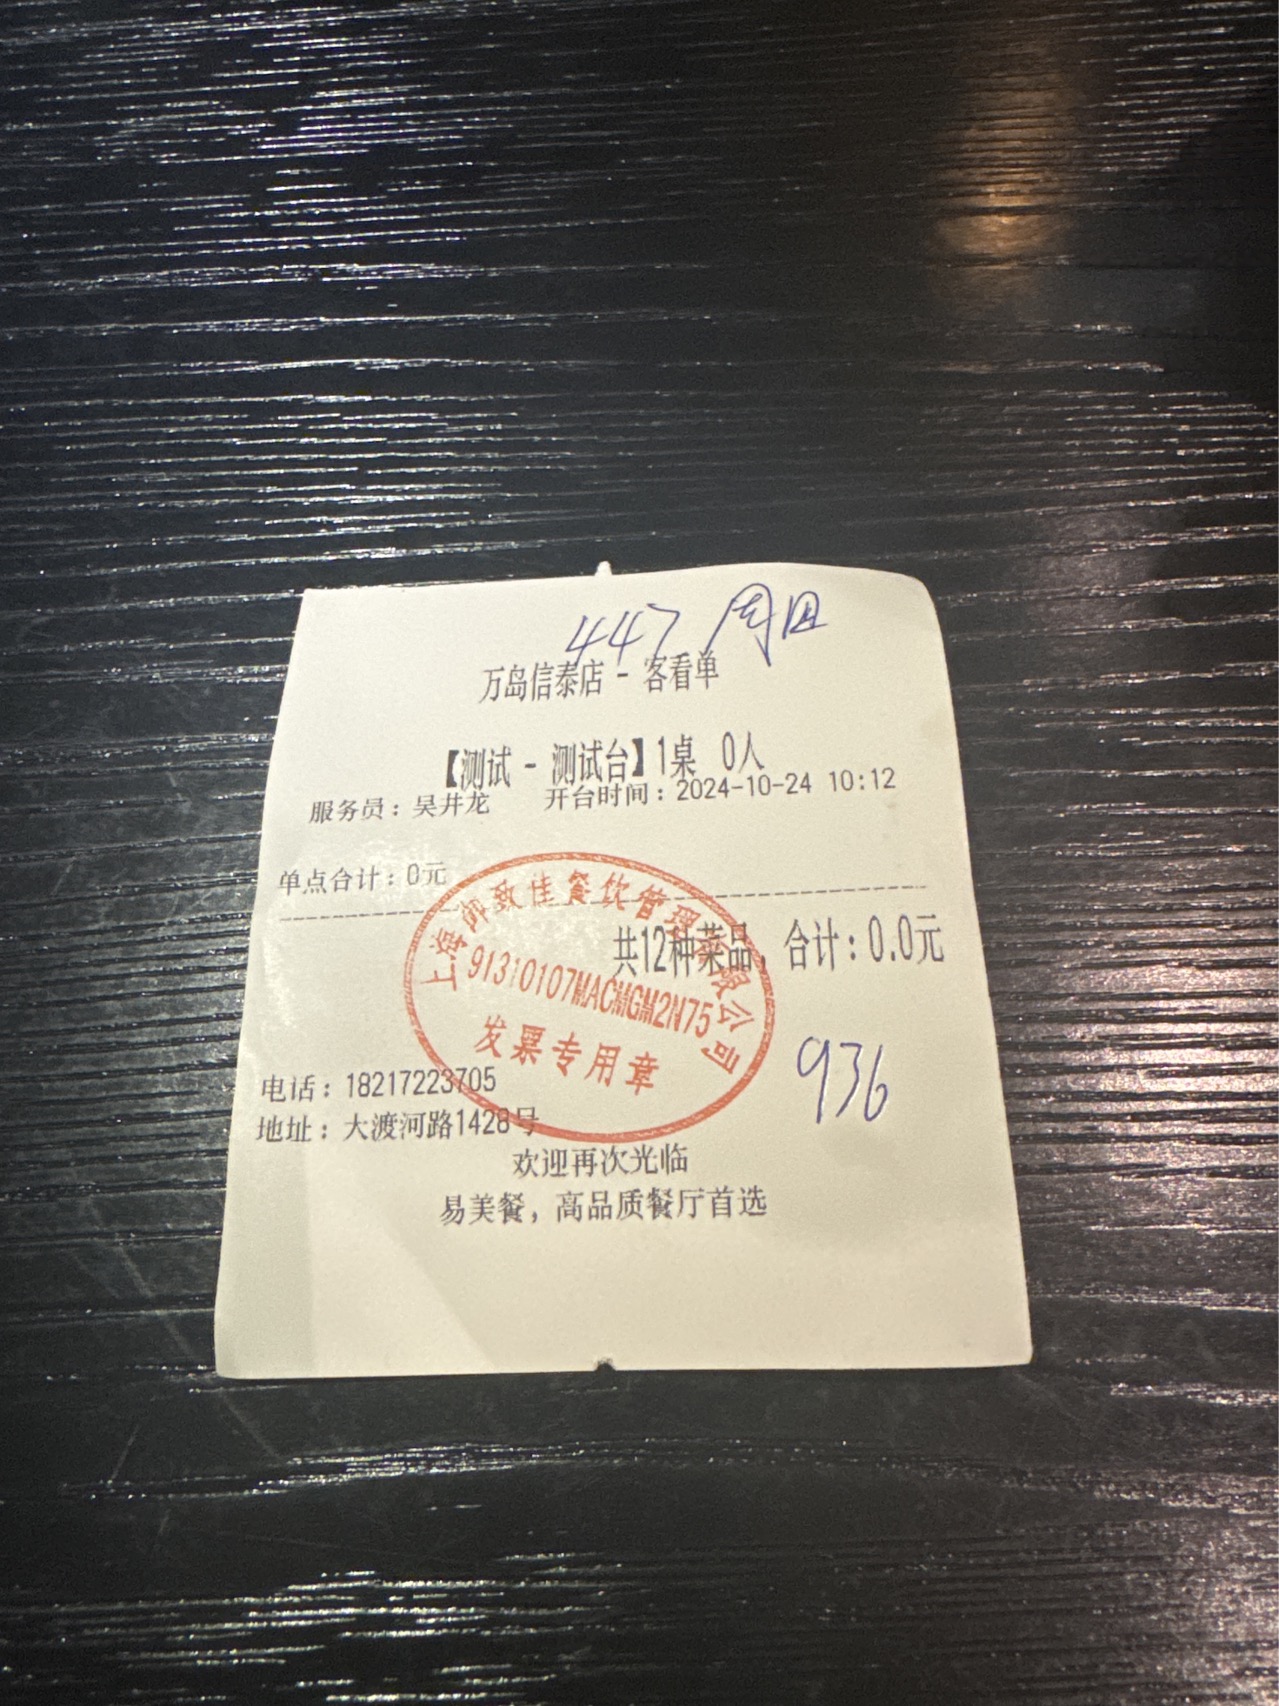 447 周四
万岛信泰店 - 客看单
【测试 - 测试台】1桌 0人
服务员：吴井龙 开台时间：2024-10-24 10:12
单点合计：0元
共12种菜品，合计：0.0元
上海御致佳餐饮管理有限公司
91310107MACMGM2N75
发票专用章
936
电话：18217223705
地址：大渡河路1428号
欢迎再次光临
易美餐，高品质餐厅首选